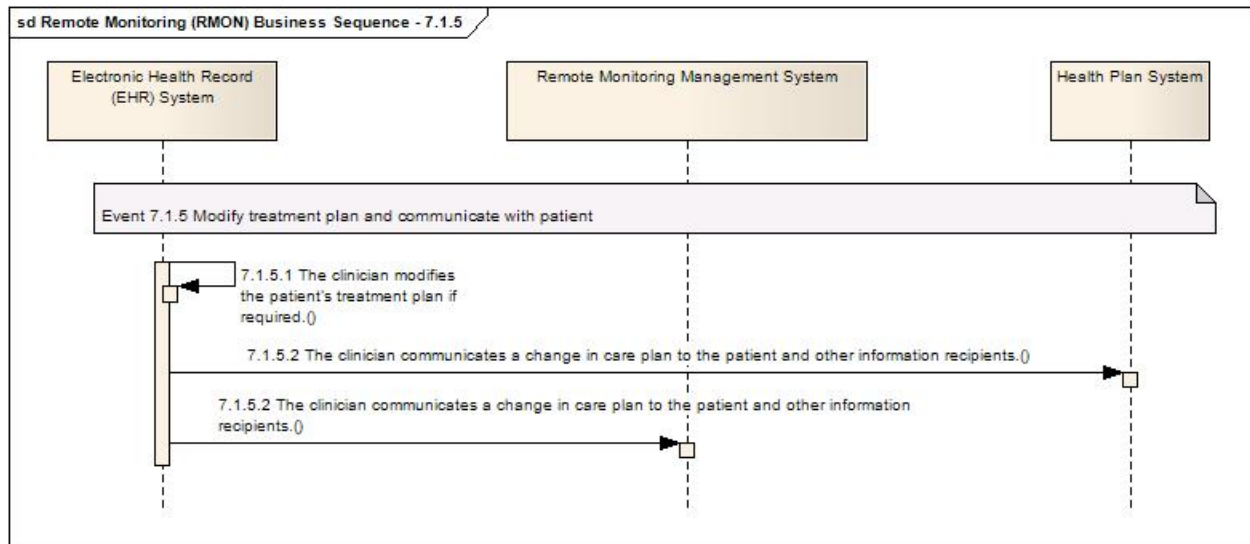 sd Remote Monitoring (RMON) Business Sequence - 7.1.5
Electronic Health Record
(EHR) System
Remote Monitoring Management System
Health Plan System
Event 7.1.5 Modify treatment plan and communicate with patient
7.1.5.1 The clinician modifies
the patient's treatment plan if
required.()
7.1.5.2 The clinician communicates a change in care plan to the patient and other information recipients.()
7.1.5.2 The clinician communicates a change in care plan to the patient and other information
recipients.()